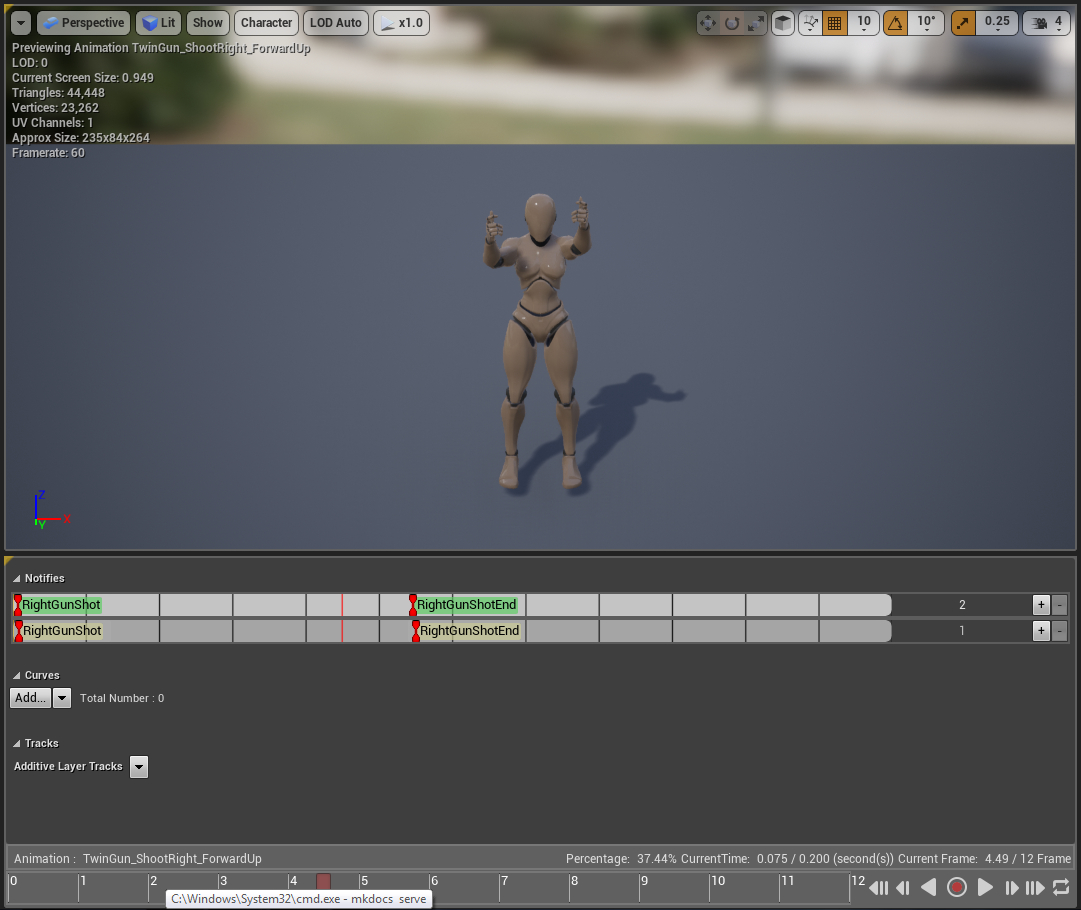 Perspective Lit Show Character LOD Auto x1.0 10 10° 0.25 4
Previewing Animation TwinGun_ShootRight_ForwardUp
LOD: 0
Current Screen Size: 0.949
Triangles: 44,448
Vertices: 23,262
UV Channels: 1
Approx Size: 235x84x264
Framerate: 60
Z
X
Y
Notifies
RightGunShot RightGunShotEnd 2 + -
RightGunShot RightGunShotEnd 1 + -
Curves
Add... Total Number : 0
Tracks
Additive Layer Tracks
Animation : TwinGun_ShootRight_ForwardUp Percentage: 37.44% CurrentTime: 0.075 / 0.200 (second(s)) Current Frame: 4.49 / 12 Frame
0 1 2 3 4 5 6 7 8 9 10 11 12
C:\Windows\System32\cmd.exe - mkdocs serve